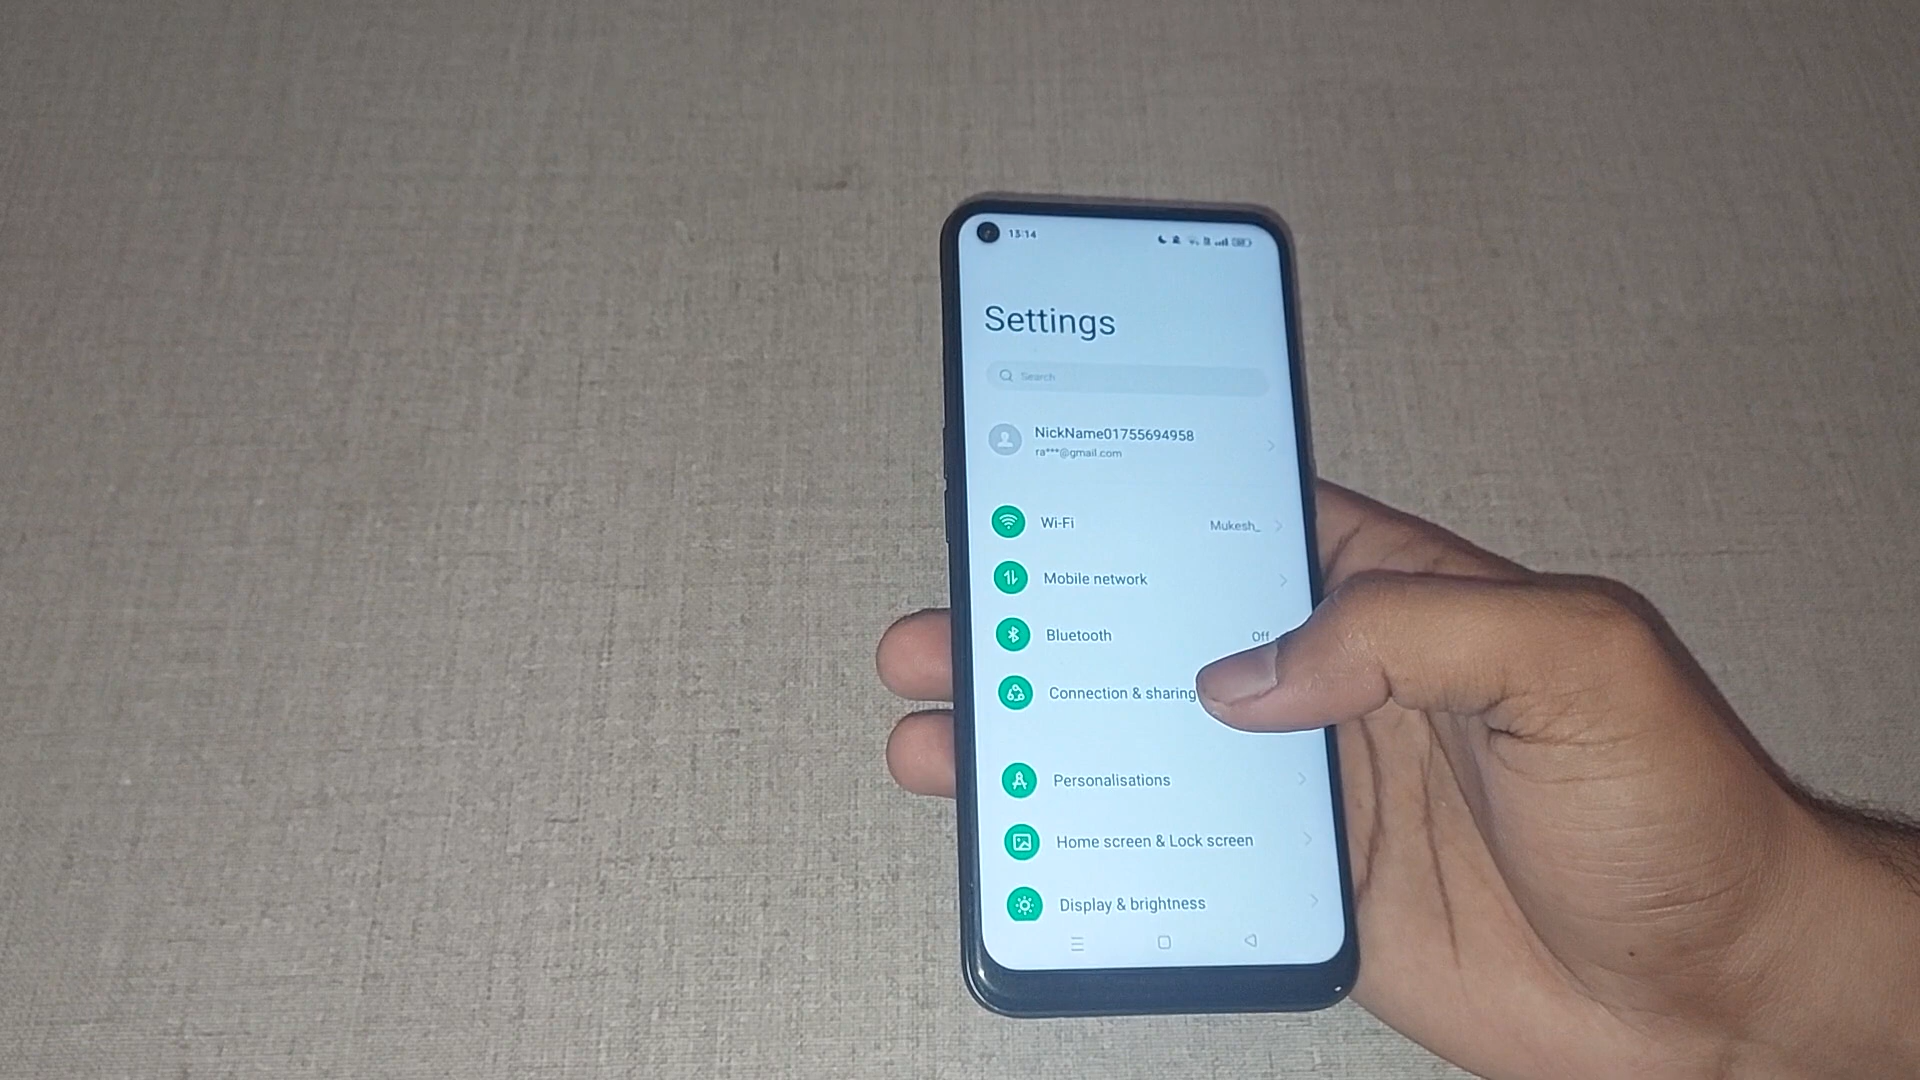 13:14
Settings
Search
NickName01755694958
ra***@gmail.com
Wi-Fi Mukesh_
Mobile network
Bluetooth Off
Connection & sharing
Personalisations
Home screen & Lock screen
Display & brightness